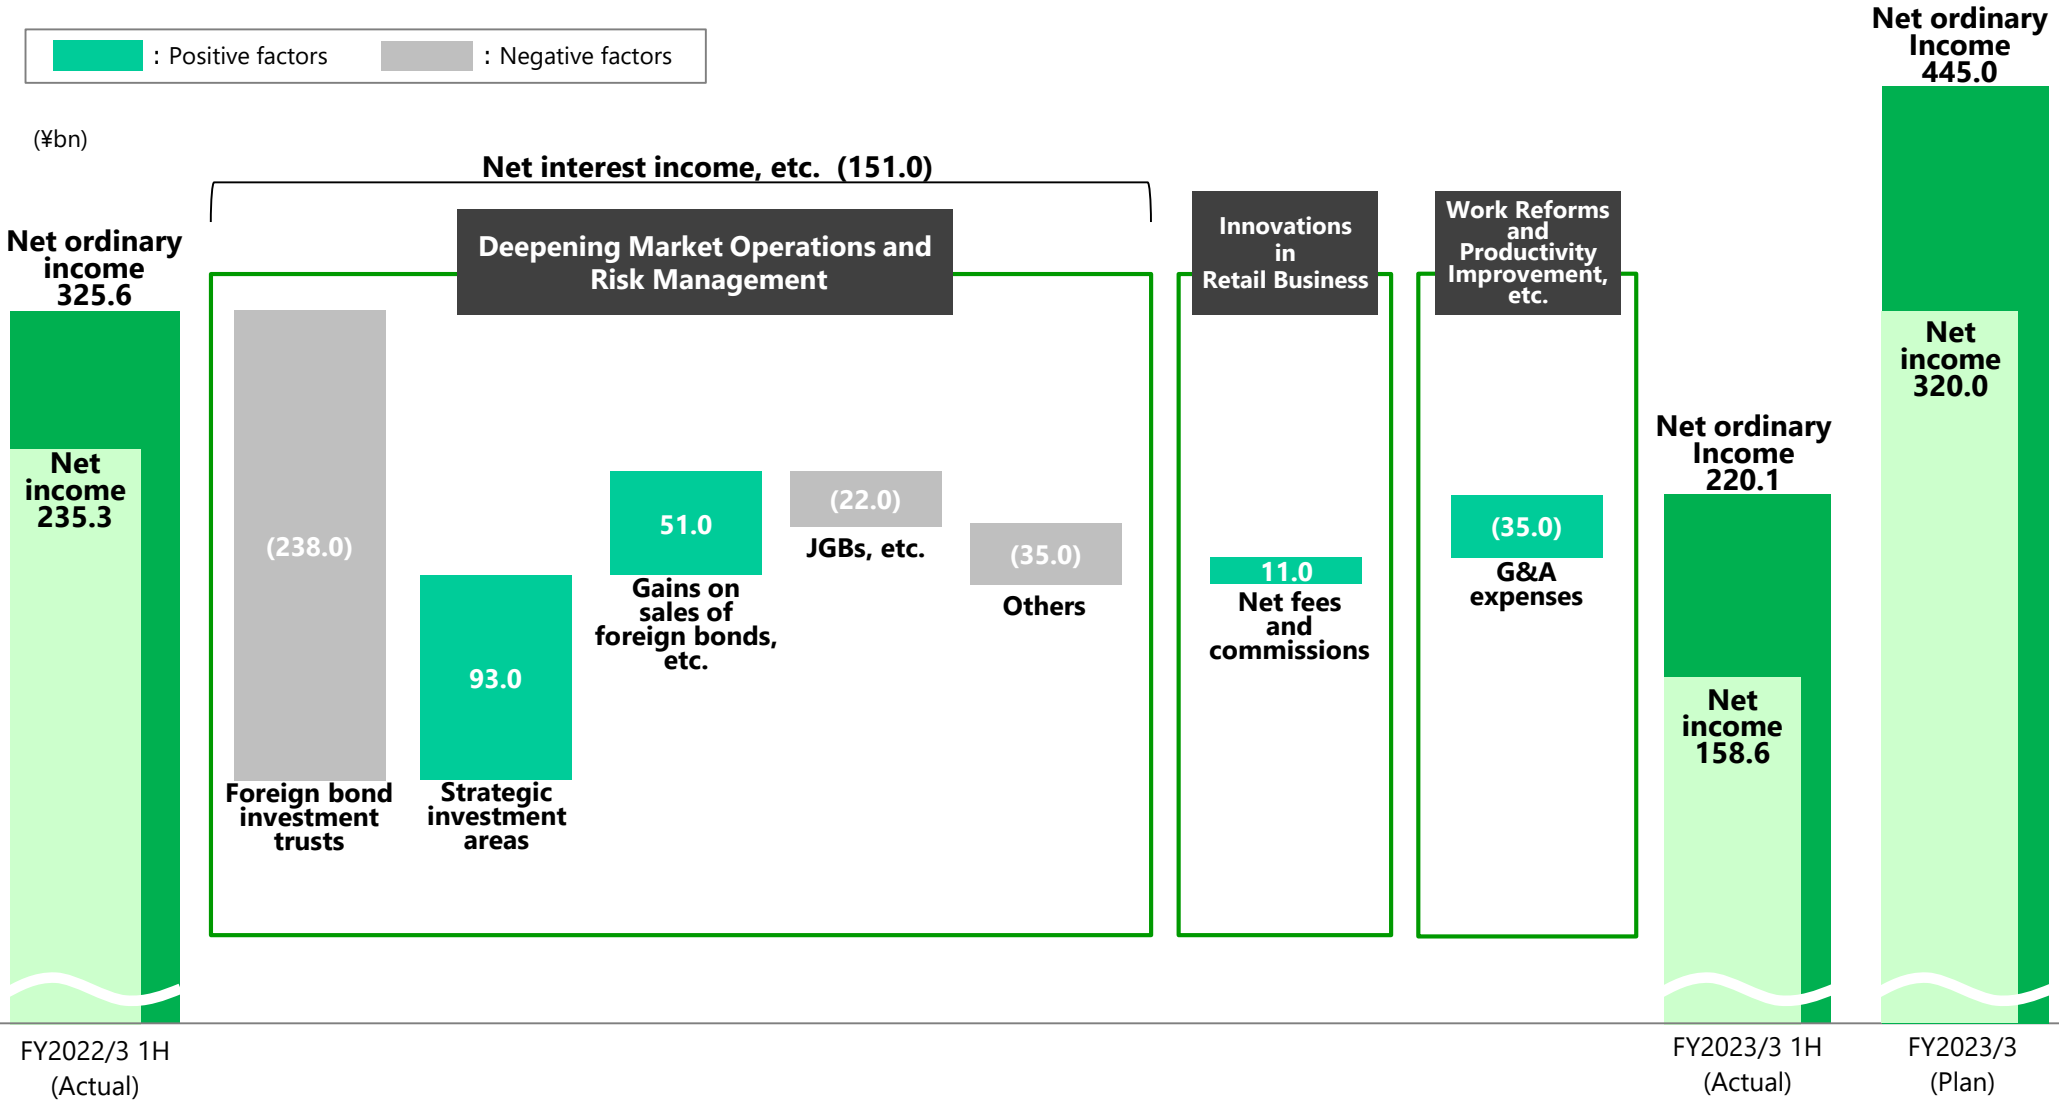 : Positive factors
: Negative factors
(¥bn)
Net interest income, etc.  (151.0)
Net ordinary
income
325.6
Net
income
235.3
Deepening Market Operations and
Risk Management
(238.0)
Foreign bond
investment
trusts
93.0
Strategic
investment
areas
51.0
Gains on
sales of
foreign bonds,
etc.
(22.0)
JGBs, etc.
(35.0)
Others
Innovations
in
Retail Business
11.0
Net fees
and
commissions
Work Reforms
and
Productivity
Improvement,
etc.
(35.0)
G&A
expenses
Net ordinary
Income
220.1
Net
income
158.6
Net ordinary
Income
445.0
Net
income
320.0
FY2022/3 1H
(Actual)
FY2023/3 1H
(Actual)
FY2023/3
(Plan)